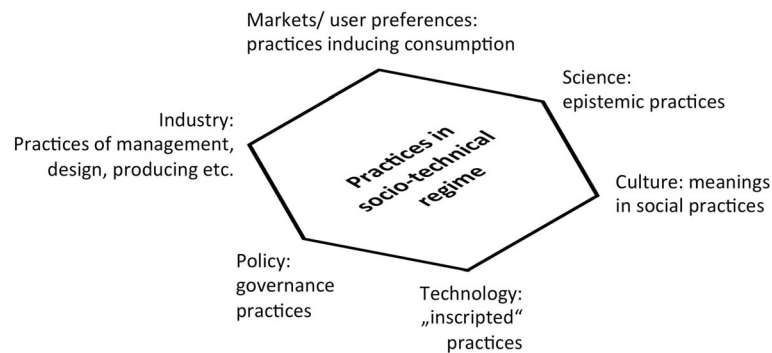 Markets/ user preferences:
practices inducing consumption
Science:
epistemic practices
Industry:
Practices of management,
design, producing etc.
Practices in
socio-technical
regime
Culture: meanings
in social practices
Policy:
governance
practices
Technology:
„inscripted“
practices